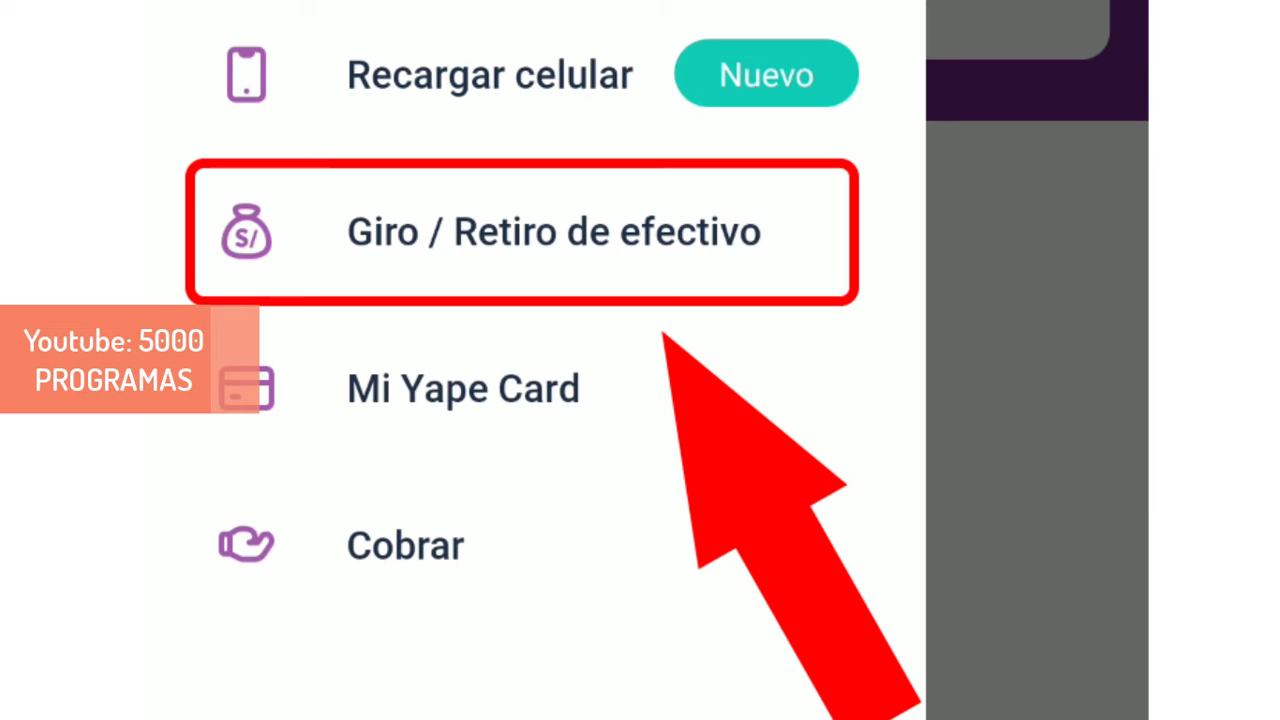 Recargar celular
Nuevo
S/
Giro / Retiro de efectivo
Youtube: 5000
PROGRAMAS
Mi Yape Card
Cobrar